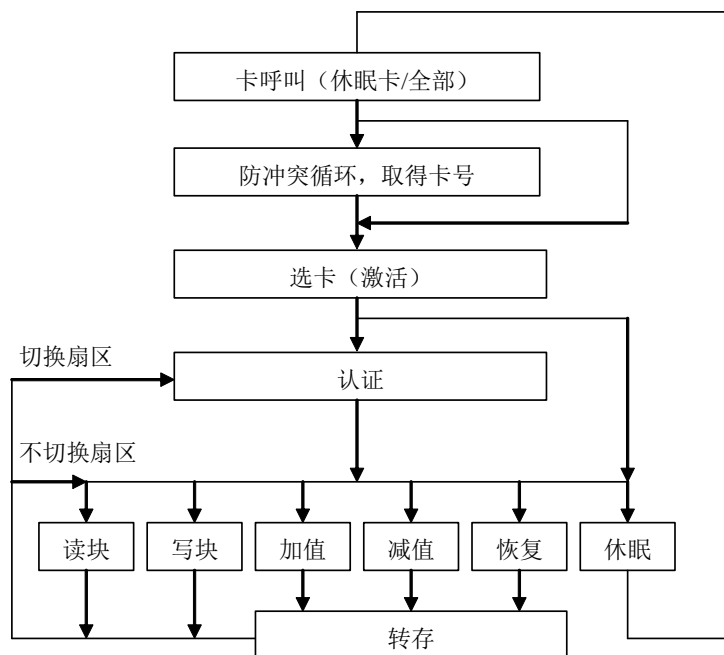 卡呼叫（休眠卡/全部）
防冲突循环，取得卡号
选卡（激活）
切换扇区
认证
不切换扇区
读块
写块
加值
减值
恢复
休眠
转存